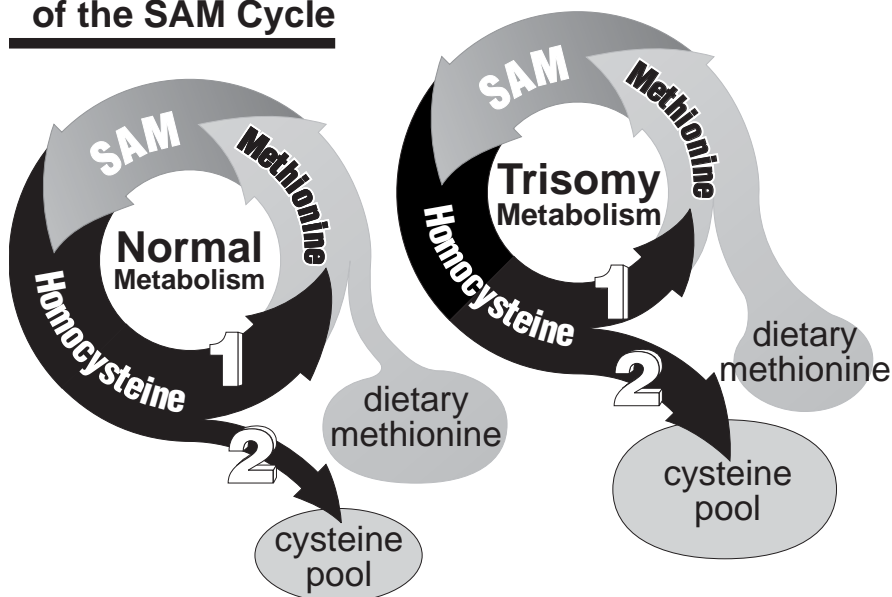 of the SAM Cycle
SAM
Methionine
Normal
Metabolism
Homocysteine
1
2
dietary
methionine
cysteine
pool
SAM
Methionine
Trisomy
Metabolism
Homocysteine
1
2
dietary
methionine
cysteine
pool